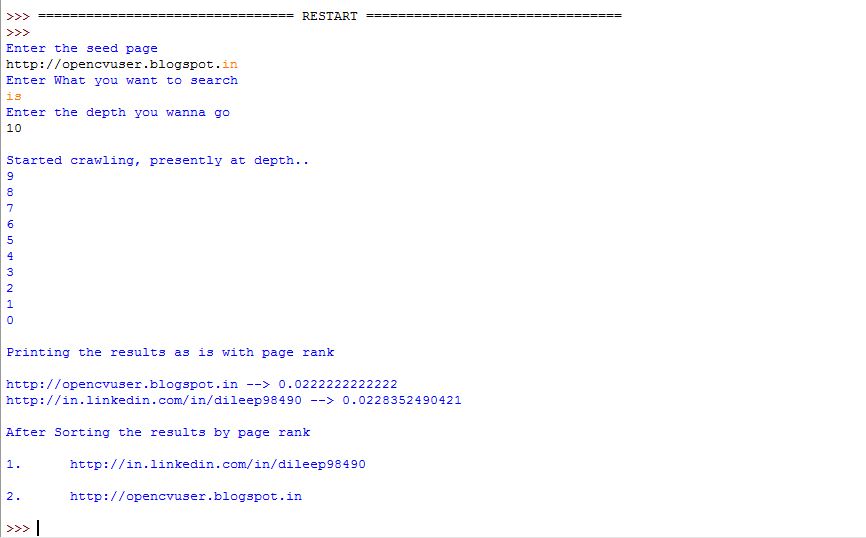 >>> ================================ RESTART ================================
>>>
Enter the seed page
http://opencvuser.blogspot.in
Enter What you want to search
is
Enter the depth you wanna go
10
Started crawling, presently at depth..
9
8
7
6
5
4
3
2
1
0
Printing the results as is with page rank
http://opencvuser.blogspot.in --> 0.0222222222222
http://in.linkedin.com/in/dileep98490 --> 0.0228352490421
After Sorting the results by page rank
1. http://in.linkedin.com/in/dileep98490
2. http://opencvuser.blogspot.in
>>>